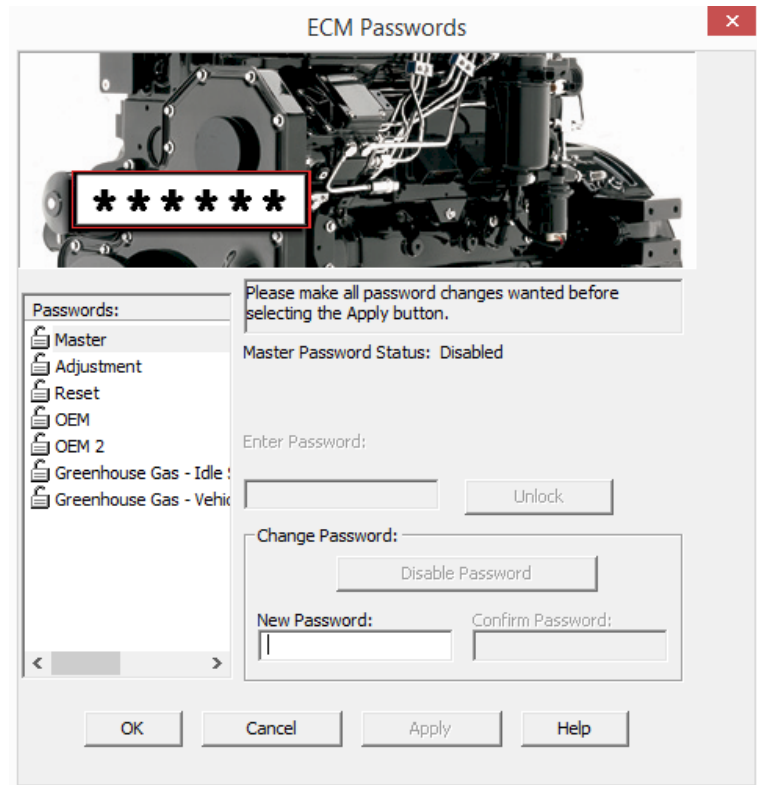 ECM Passwords
******
Passwords:
Master
Adjustment
Reset
OEM
OEM 2
Greenhouse Gas - Idle
Greenhouse Gas -
Please make all password changes wanted before
selecting the Apply button.
Master Password Status: Disabled
Enter Password:
Unlock
Change Password:
Disable Password
New Password:
Confirm Password:
OK
Cancel
Apply
Help